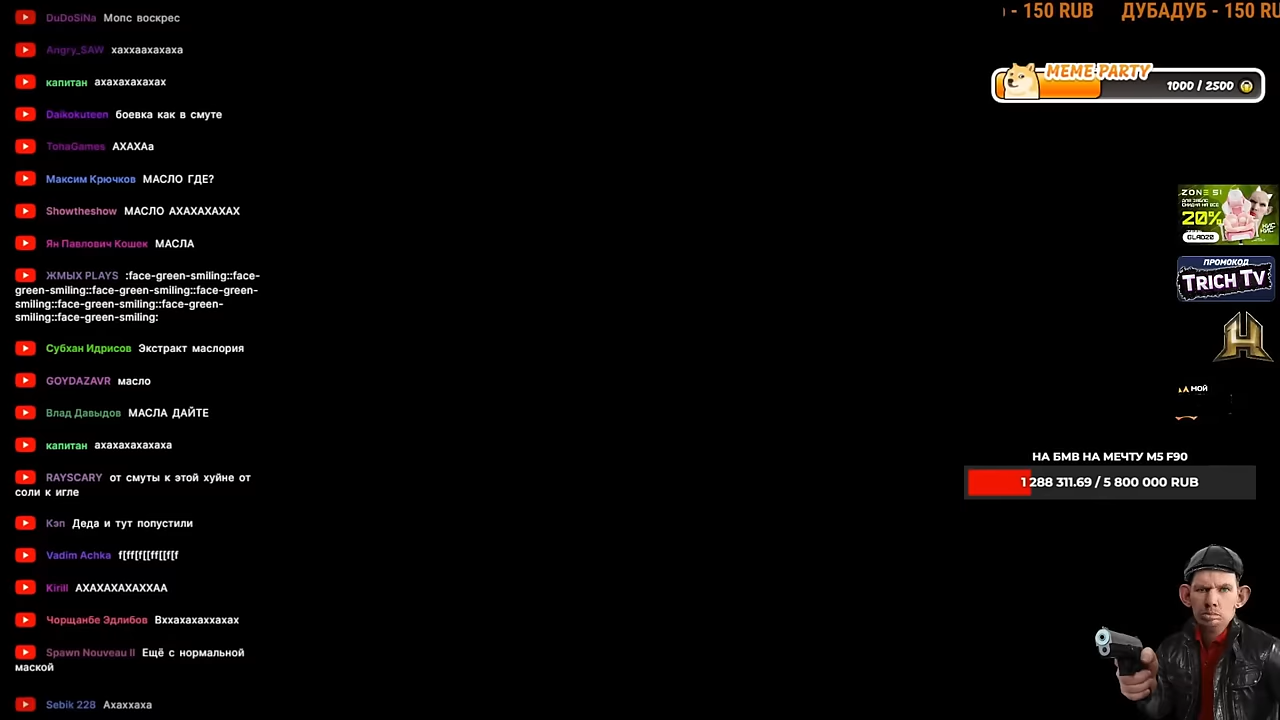 DuDoSiNa Мопс воскрес
Angry_SAW хаххаахахаха
капитан ахахахахахах
Daikokuteen боевка как в смуте
TonaGames АХАХАа
Максим Крючков МАСЛО ГДЕ?
Showtheshow МАСЛО АХАХАХАХАХ
Ян Павлович Кошек МАСЛА
ЖМЫХ PLAYS :face-green-smiling::face-
green-smiling::face-green-smiling::face-green-
smiling::face-green-smiling::face-green-
smiling::face-green-smiling:
Субхан Идрисов Экстракт маслория
GOYDAZAVR масло
Влад Давыдов МАСЛА ДАЙТЕ
капитан ахахахахахаха
RAYSCARY от смуты к этой хуйне от
соли к игле
Кэп Деда и тут попустили
Vadim Achka f[ff[f[[ff[[f[f
Kirill АХАХАХАХАХХАА
Чорщанбе Эдлибов Вххахахаххахах
Spawn Nouveau II Ещё с нормальной
маской
Sebik 228 Ахаххаха
- 150 RUB ДУБАДУБ - 150 RU
MEME PARTY
1000 / 2500
ZONE 51
20%
GLADZE
ПРОМОКОД
TRICH TV
МОЙ
НА БМВ НА МЕЧТУ M5 F90
1 288 311.69 / 5 800 000 RUB